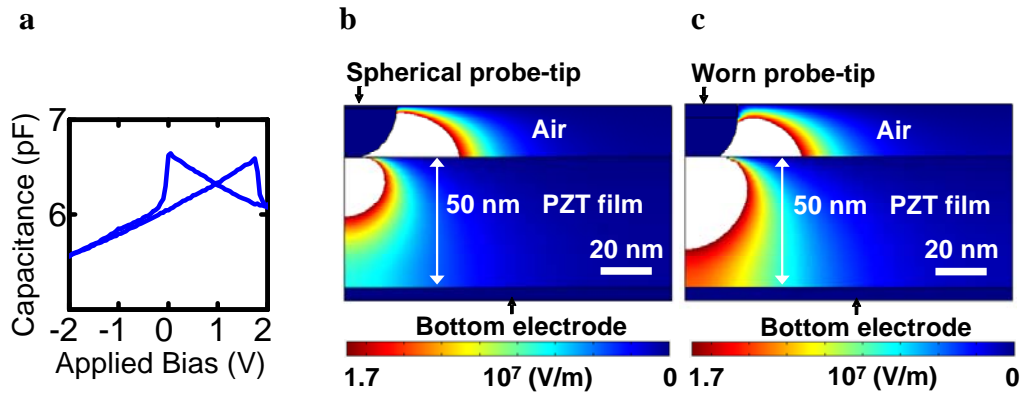 a
b
c
Spherical probe-tip
Worn probe-tip
7
6
Capacitance (pF)
-2 -1 0 1 2
Applied Bias (V)
Air
50 nm PZT film
20 nm
Bottom electrode
1.7 10⁷ (V/m) 0
Air
50 nm PZT film
20 nm
Bottom electrode
1.7 10⁷ (V/m) 0